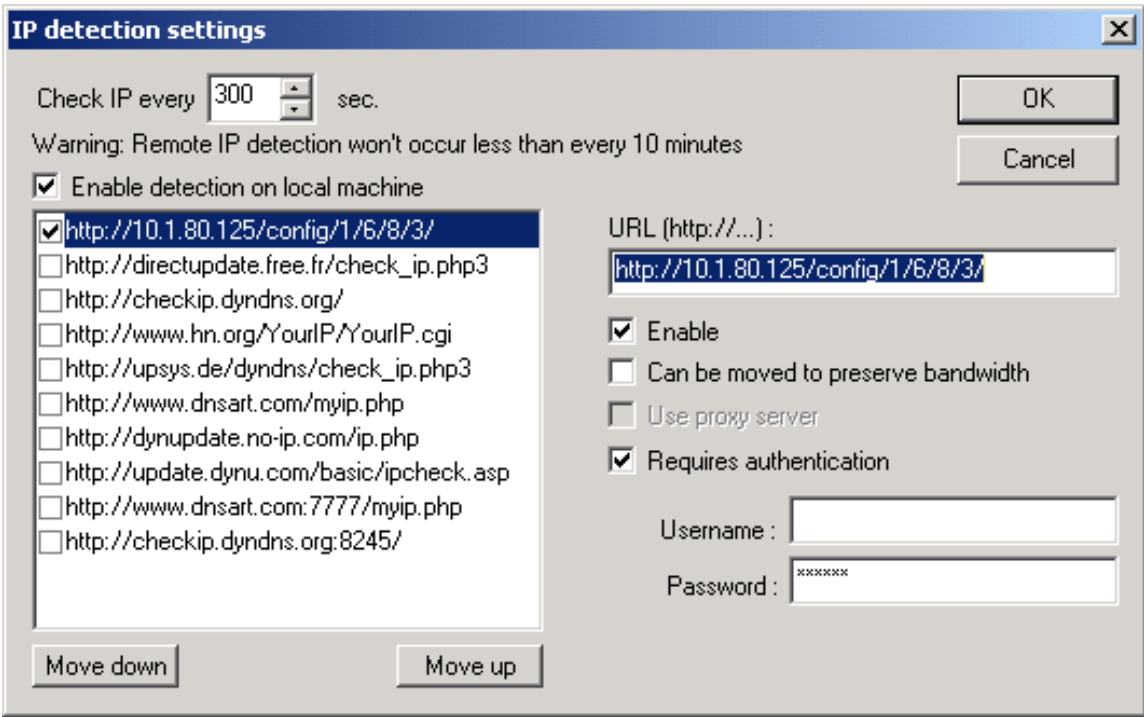 IP detection settings
Check IP every 300 sec.
OK
Warning: Remote IP detection won't occur less than every 10 minutes
Cancel
Enable detection on local machine
http://10.1.80.125/config/1/6/8/3/
http://directupdate.free.fr/check_ip.php3
http://checkip.dyndns.org/
http://www.hn.org/YourIP/YourIP.cgi
http://upsys.de/dyndns/check_ip.php3
http://www.dnsart.com/myip.php
http://dynupdate.no-ip.com/ip.php
http://update.dynu.com/basic/ipcheck.asp
http://www.dnsart.com:7777/myip.php
http://checkip.dyndns.org:8245/
Move down
Move up
URL (http://...) :
http://10.1.80.125/config/1/6/8/3/
Enable
Can be moved to preserve bandwidth
Use proxy server
Requires authentication
Username :
Password : ××××××